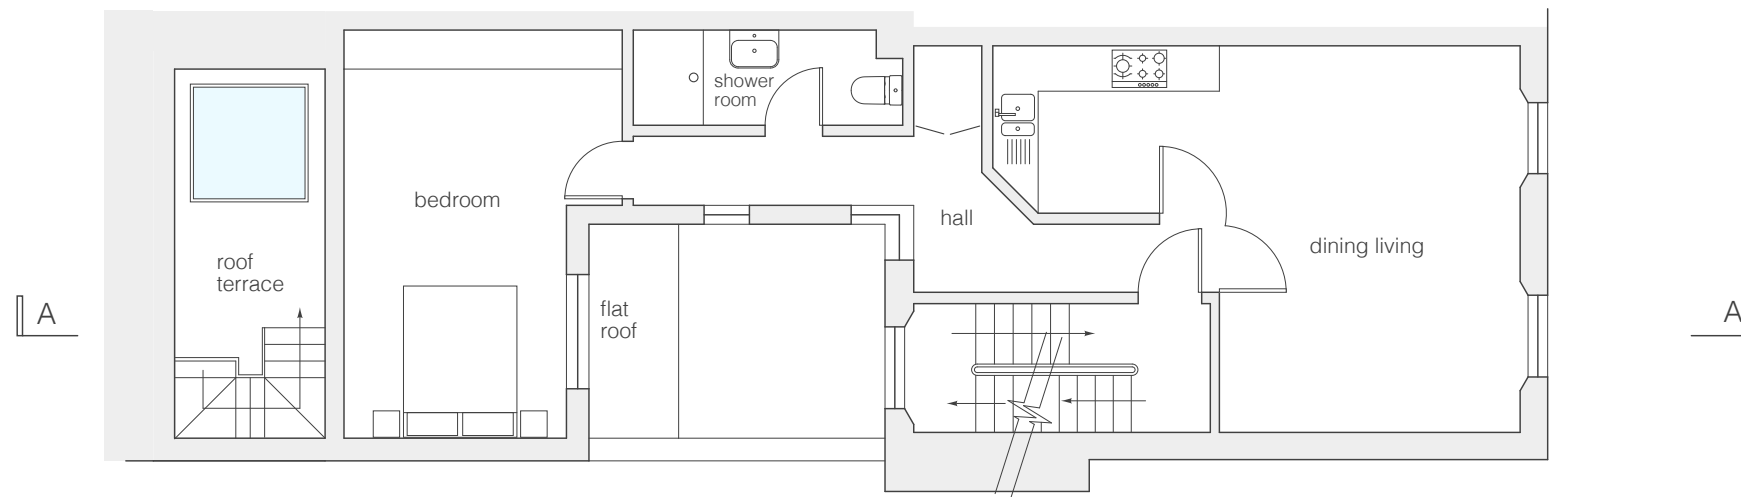 shower
room
bedroom
hall
dining living
roof
terrace
flat
roof
A
A